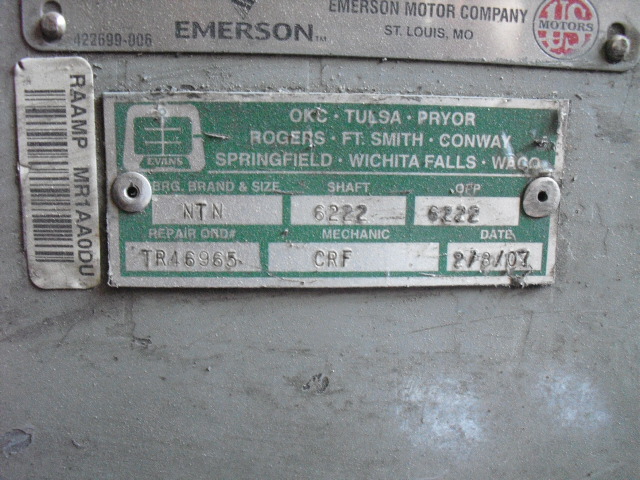 422699-006
EMERSON™
EMERSON MOTOR COMPANY
ST. LOUIS, MO
US
MOTORS
RAAMP MR1AA0DU
EVANS
OKC · TULSA · PRYOR
ROGERS · FT. SMITH · CONWAY
SPRINGFIELD · WICHITA FALLS · WACO
BRG. BRAND & SIZE SHAFT OPP
NTN 6222 6222
REPAIR ORD# MECHANIC DATE
TR46965 CRF 2/8/07